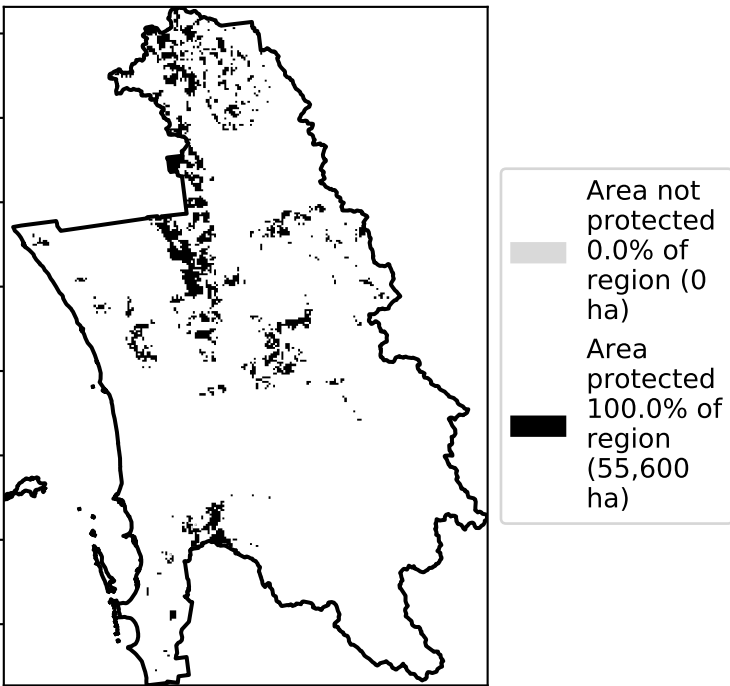 Area not
protected
0.0% of
region (0
ha)
Area
protected
100.0% of
region
(55,600
ha)